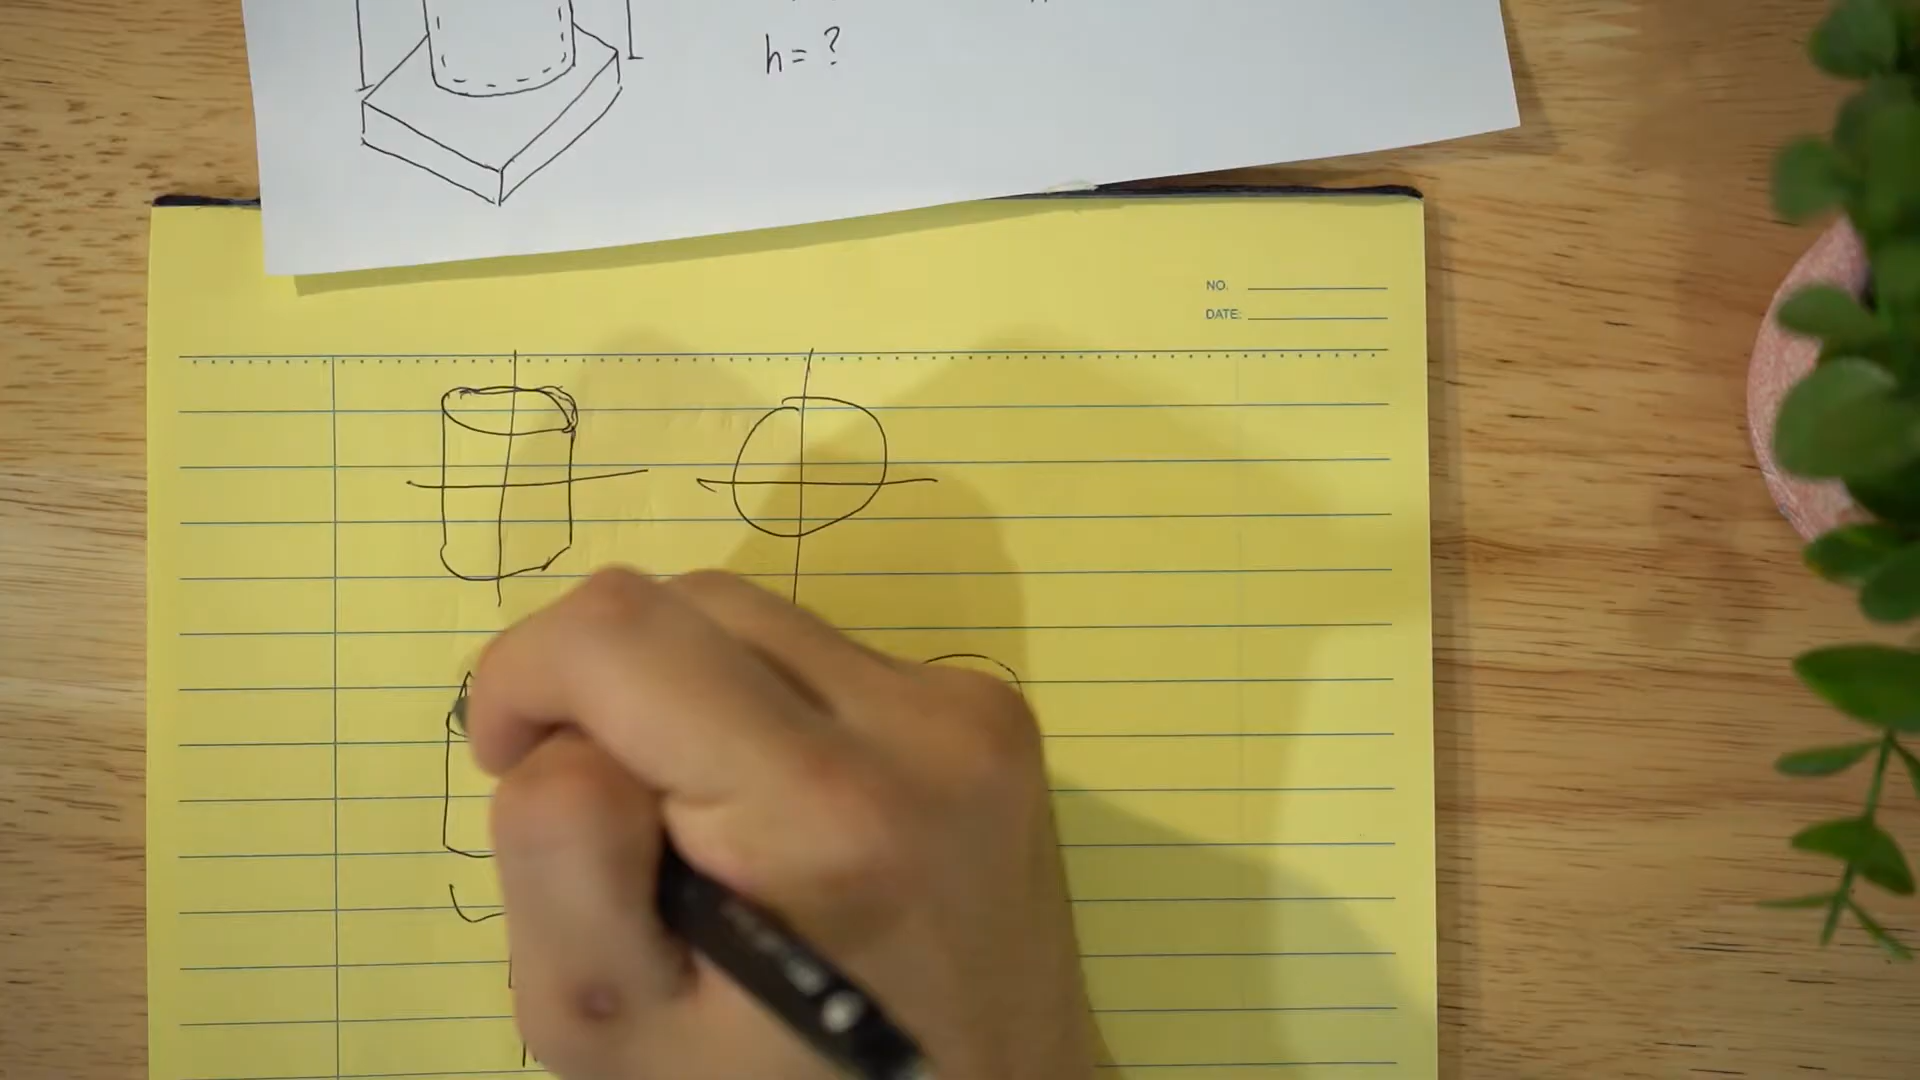 h = ?
NO.
DATE: